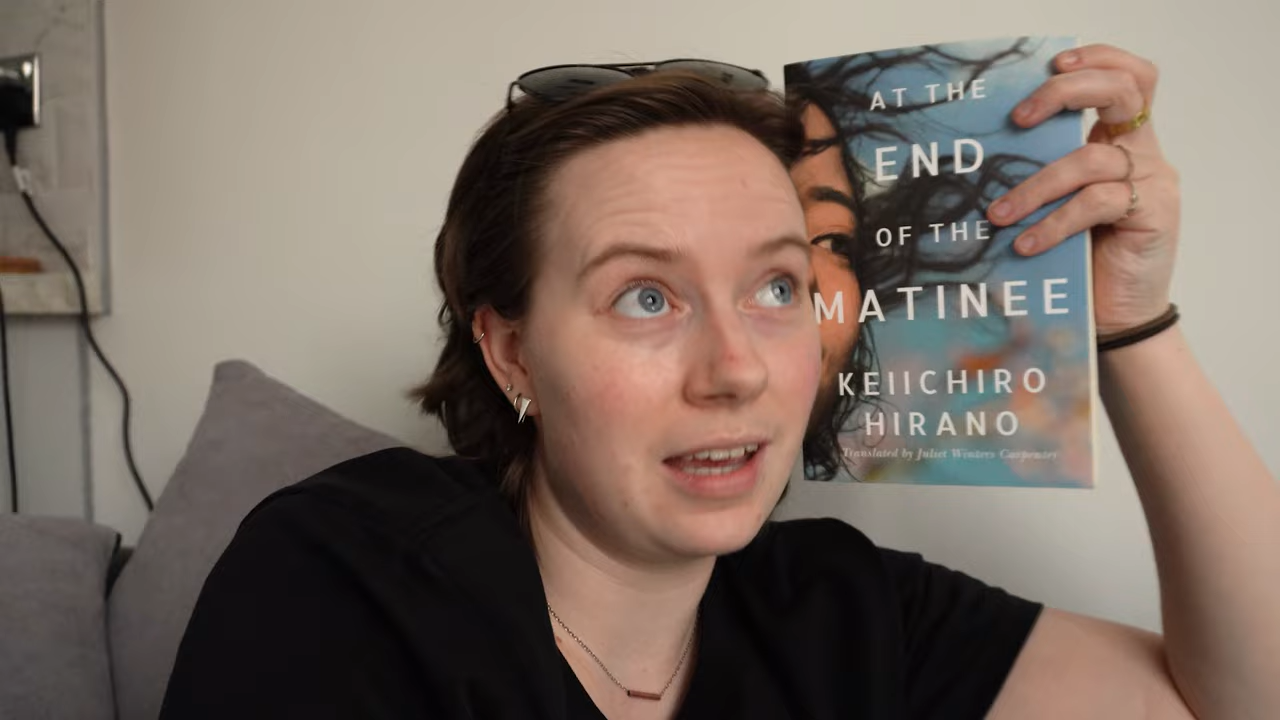 AT THE
END
OF THE
MATINEE
KEIICHIRO
HIRANO
Translated by Juliet Winters Carpenter